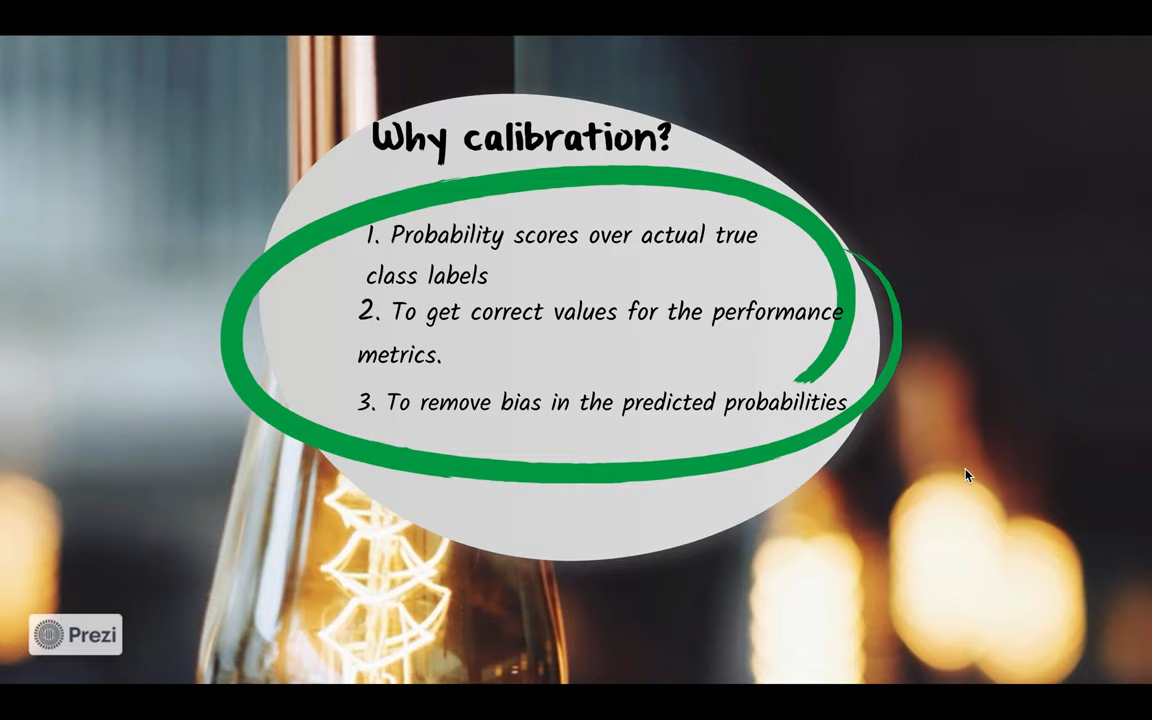 Why calibration?
1. Probability scores over actual true
class labels
2. To get correct values for the performance
metrics.
3. To remove bias in the predicted probabilities
Prezi